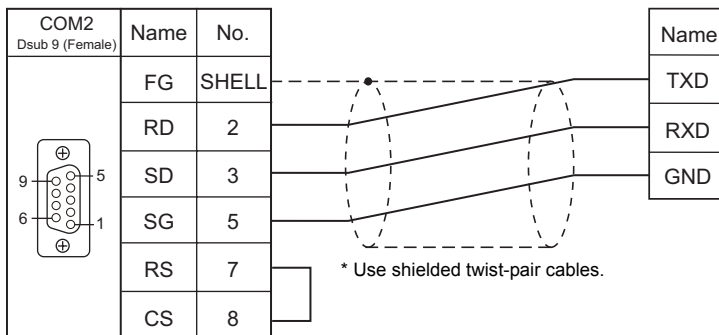 COM2
Dsub 9 (Female)
Name No.
FG SHELL
RD 2
SD 3
SG 5
RS 7
CS 8
9
5
6
1
Name
TXD
RXD
GND
* Use shielded twist-pair cables.